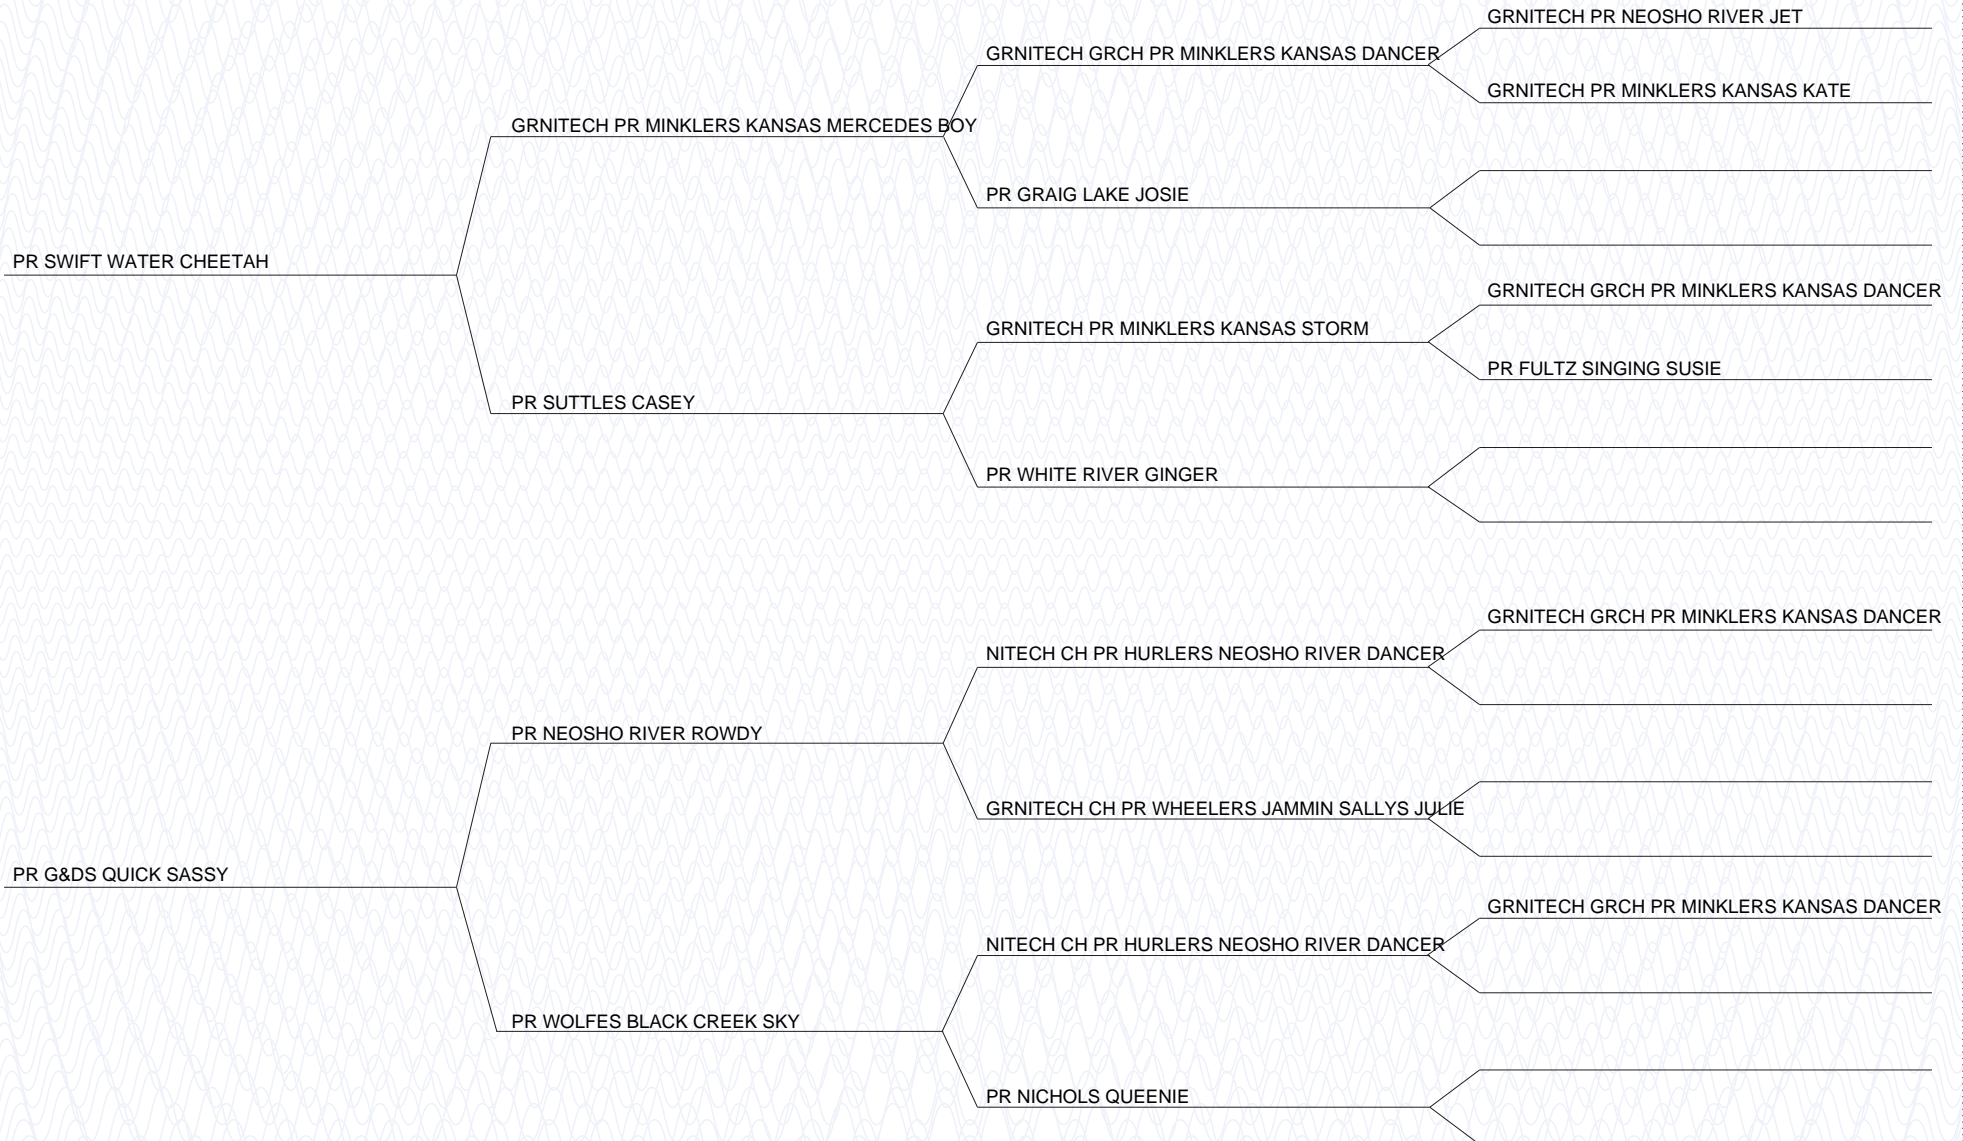 GRNITECH PR NEOSHO RIVER JET
GRNITECH GRCH PR MINKLERS KANSAS DANCER
GRNITECH PR MINKLERS KANSAS KATE
GRNITECH PR MINKLERS KANSAS MERCEDES BOY
PR GRAIG LAKE JOSIE
PR SWIFT WATER CHEETAH
GRNITECH GRCH PR MINKLERS KANSAS DANCER
GRNITECH PR MINKLERS KANSAS STORM
PR FULTZ SINGING SUSIE
PR SUTTLES CASEY
PR WHITE RIVER GINGER
GRNITECH GRCH PR MINKLERS KANSAS DANCER
NITECH CH PR HURLERS NEOSHO RIVER DANCER
PR NEOSHO RIVER ROWDY
GRNITECH CH PR WHEELERS JAMMIN SALLYS JULIE
PR G&DS QUICK SASSY
GRNITECH GRCH PR MINKLERS KANSAS DANCER
NITECH CH PR HURLERS NEOSHO RIVER DANCER
PR WOLFES BLACK CREEK SKY
PR NICHOLS QUEENIE